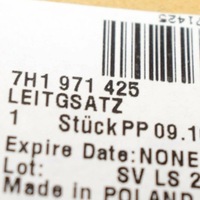 71425
7H1 971 425
LEITGSATZ
1 Stück PP 09.1
Expire Date: NONE
Lot: SV LS 2
Made in POLAND